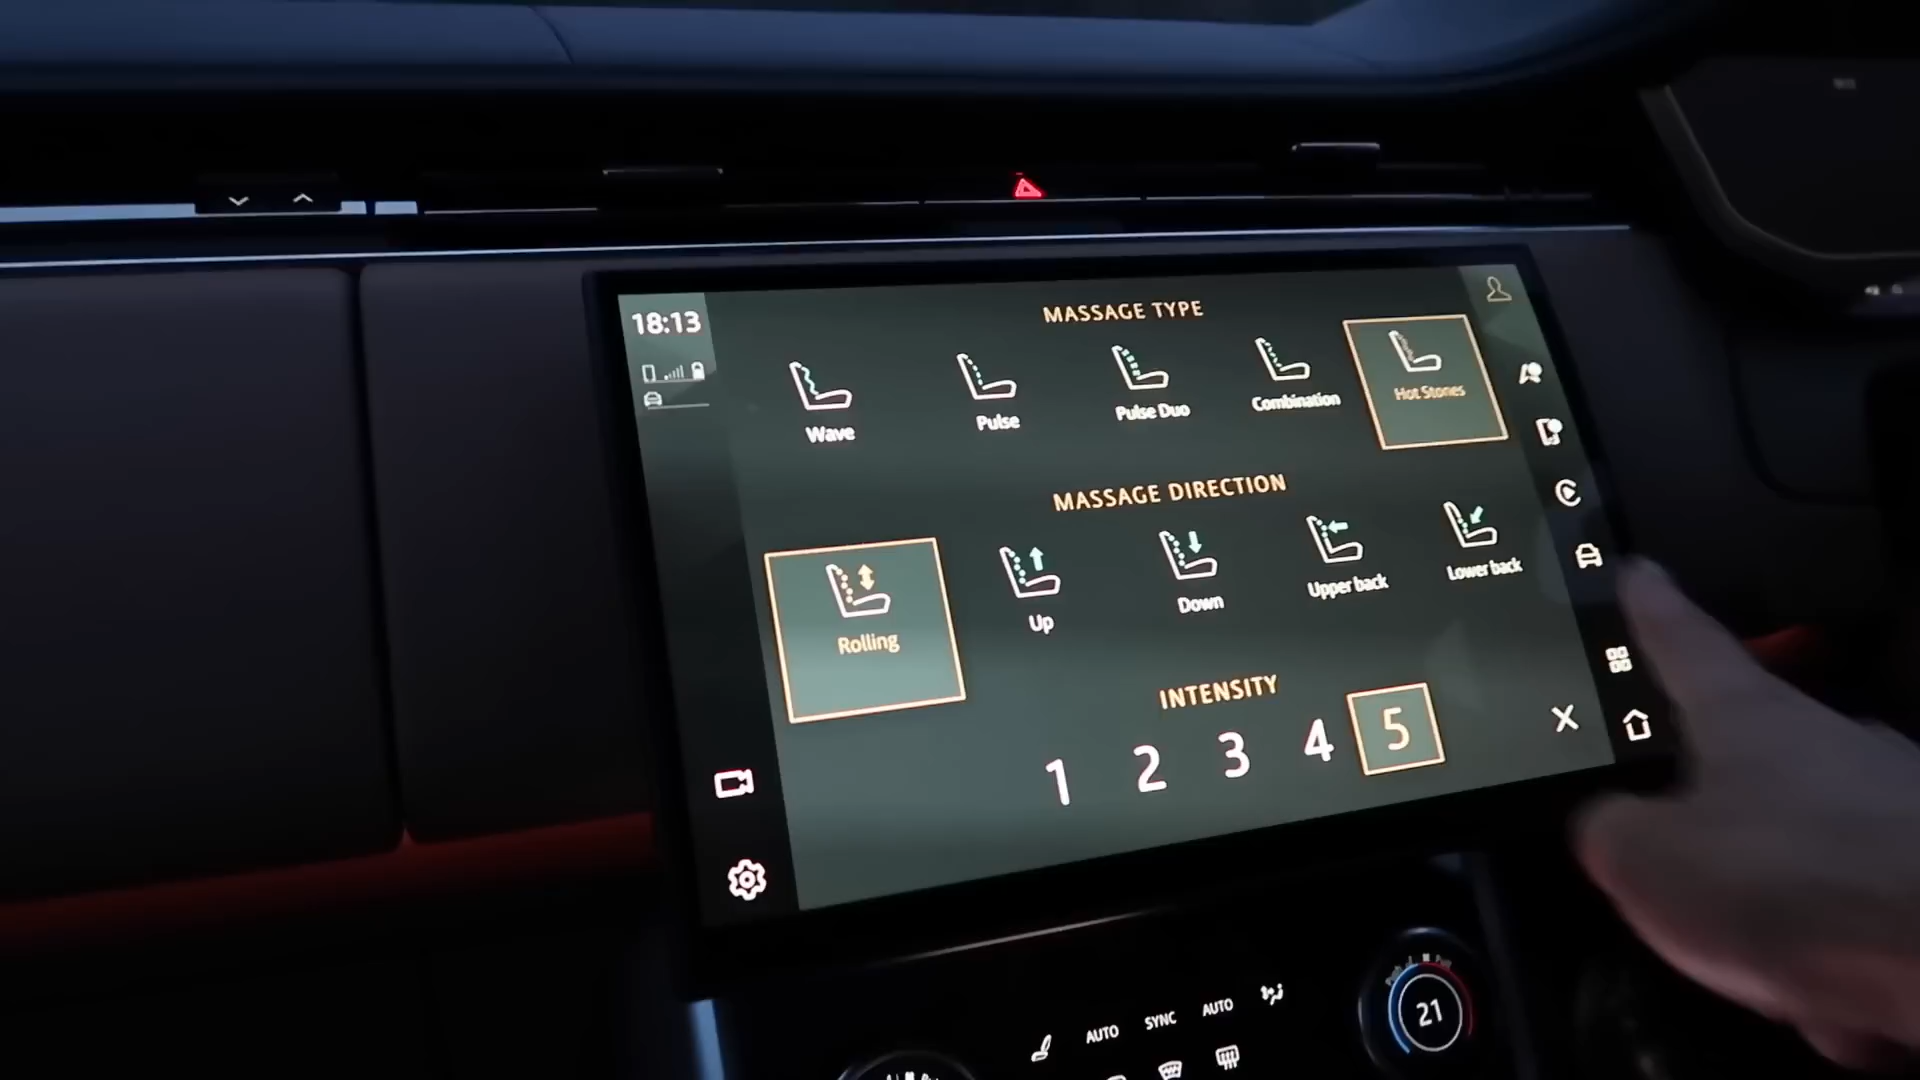 18:13
MASSAGE TYPE
Wave
Pulse
Pulse Duo
Combination
Hot Stones
MASSAGE DIRECTION
Rolling
Up
Down
Upper back
Lower back
INTENSITY
1 2 3 4 5
AUTO SYNC AUTO
21